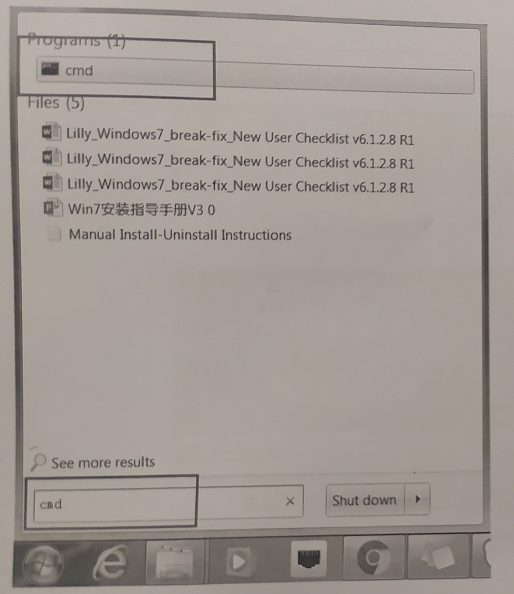 Programs (1)
cmd
Files (5)
Lilly_Windows7_break-fix_New User Checklist v6.1.2.8 R1
Lilly_Windows7_break-fix_New User Checklist v6.1.2.8 R1
Lilly_Windows7_break-fix_New User Checklist v6.1.2.8 R1
Win7安装指导手册V3 0
Manual Install-Uninstall Instructions
See more results
cmd
Shut down